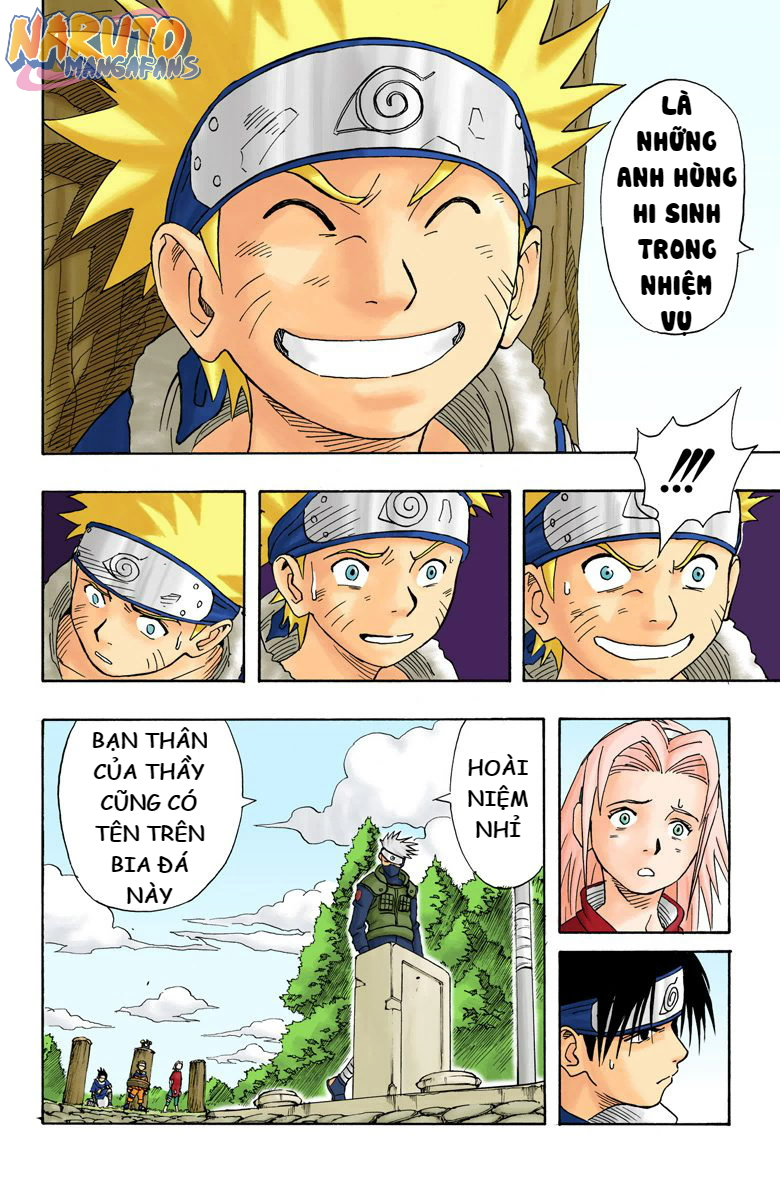 NARUTO
MANGAFANS
LÀ
NHỮNG
ANH HÙNG
HI SINH
TRONG
NHIỆM
VỤ
!!!
HOÀI
NIỆM
NHỈ
BẠN THÂN
CỦA THẦY
CŨNG CÓ
TÊN TRÊN
BIA ĐÁ
NÀY